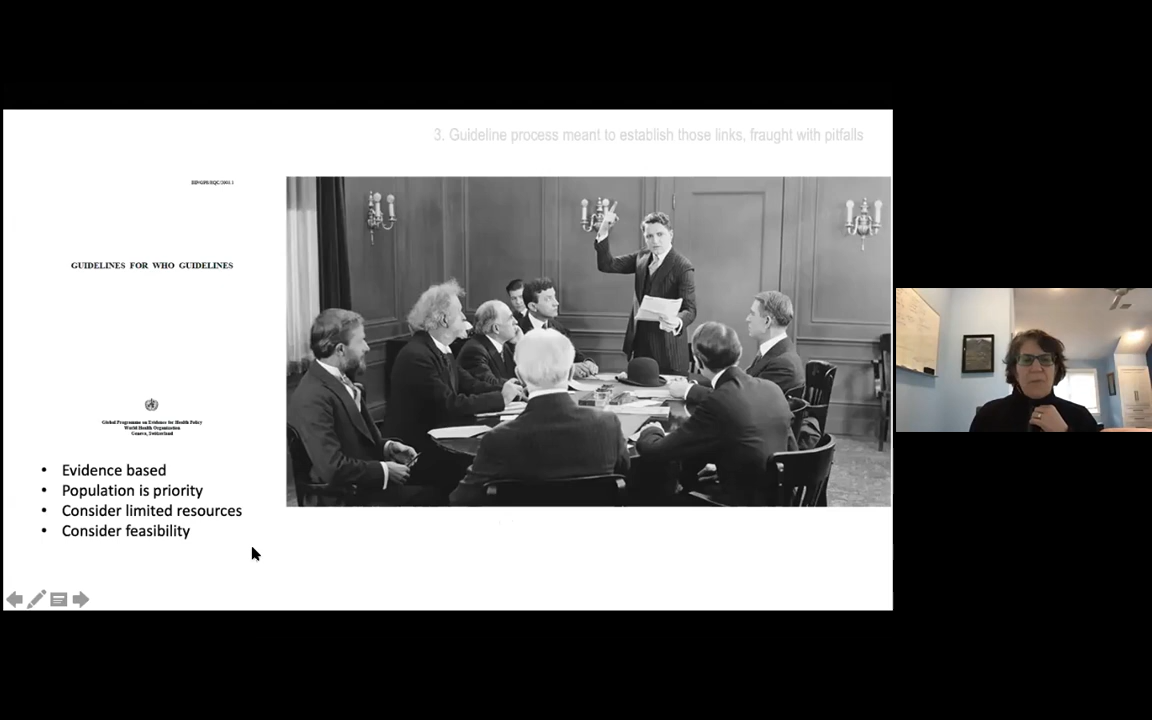 3. Guideline process meant to establish those links, fraught with pitfalls
GUIDELINES FOR WHO GUIDELINES
Global Programme on Evidence for Health Policy
World Health Organization
Geneva, Switzerland
• Evidence based
• Population is priority
• Consider limited resources
• Consider feasibility